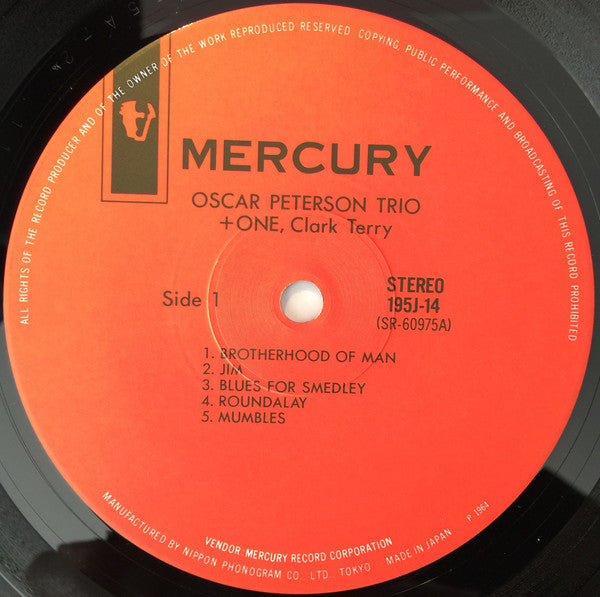 ALL RIGHTS OF THE RECORD PRODUCER AND OF THE OWNER OF THE WORK REPRODUCED RESERVED. COPYING, PUBLIC PERFORMANCE AND BROADCASTING OF THIS RECORD PROHIBITED
MERCURY
OSCAR PETERSON TRIO
+ONE, Clark Terry
Side 1
STEREO
195J-14
(SR-60975A)
1. BROTHERHOOD OF MAN
2. JIM
3. BLUES FOR SMEDLEY
4. ROUNDALAY
5. MUMBLES
VENDOR: MERCURY RECORD CORPORATION
MANUFACTURED BY NIPPON PHONOGRAM CO., LTD., TOKYO MADE IN JAPAN P. 1964